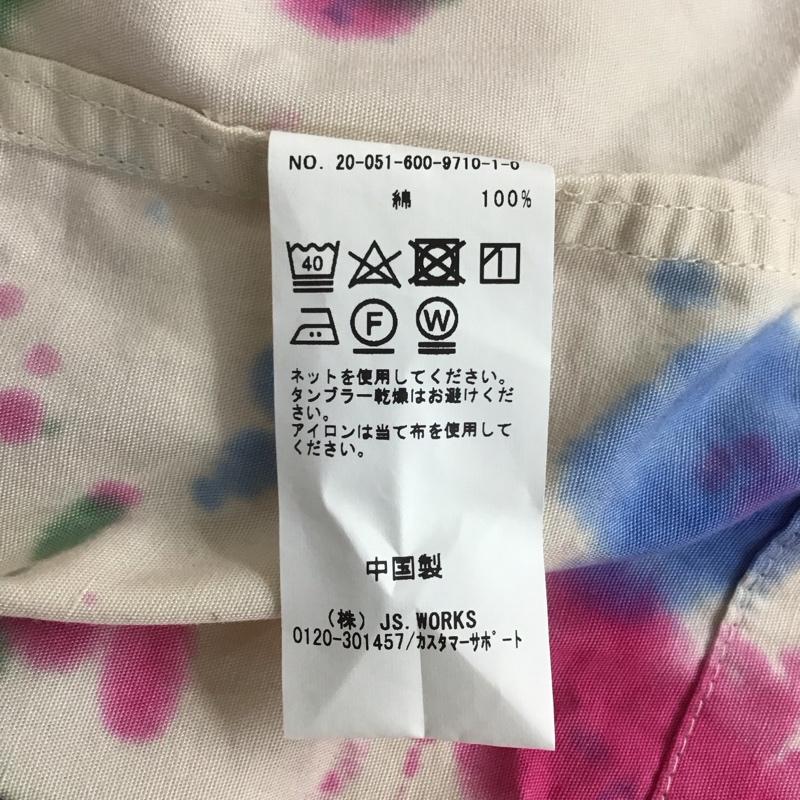 NO. 20-051-600-9710-1-6
綿 100%
40
F W
ネットを使用してください。
タンブラー乾燥はお避けくだ
さい。
アイロンは当て布を使用して
ください。
中国製
(株) JS.WORKS
0120-301457/カスタマーサポート